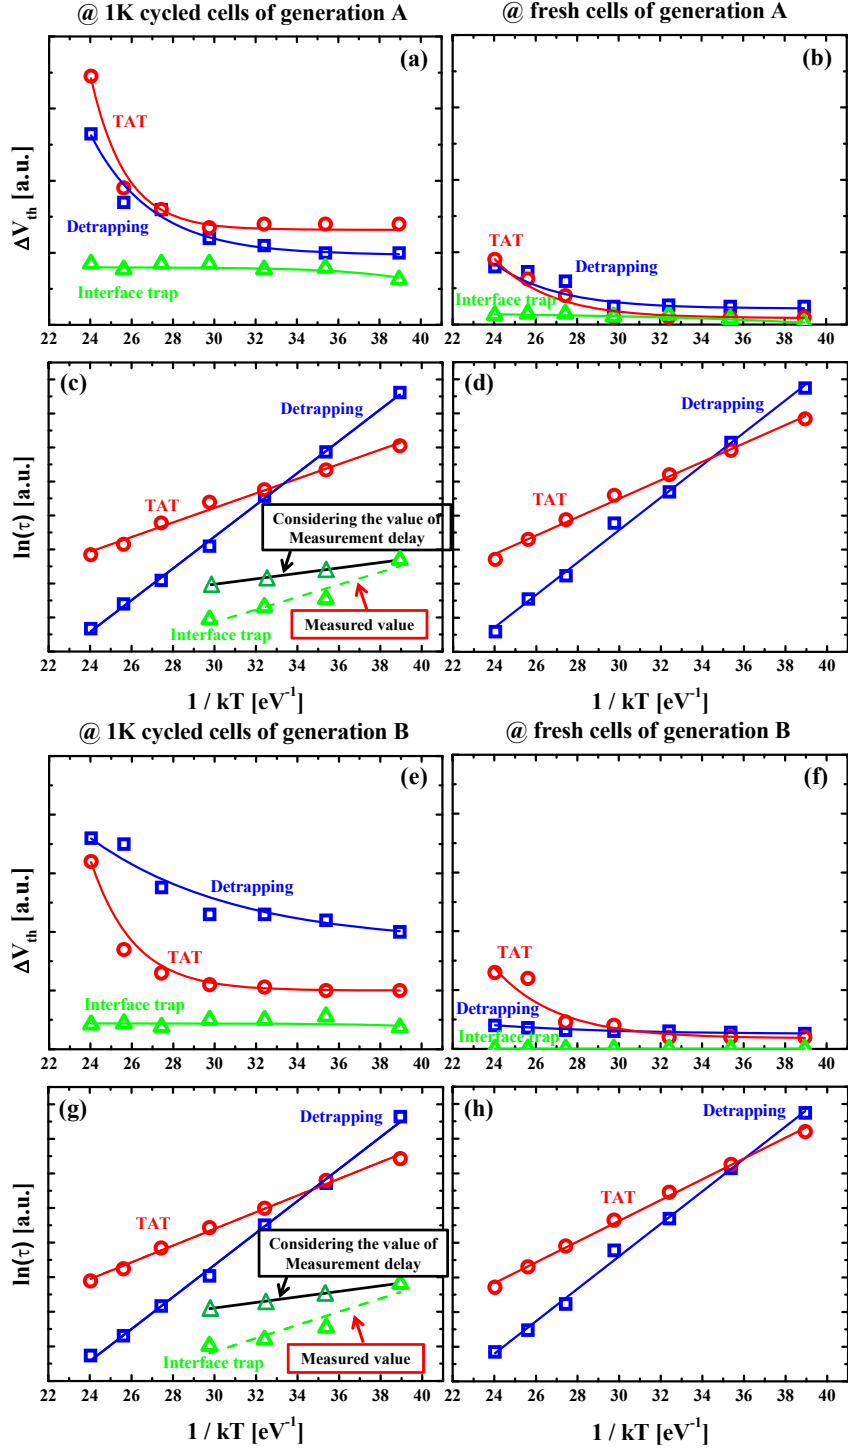 @ 1K cycled cells of generation A
@ fresh cells of generation A
(a)
TAT
Detrapping
Interface trap
ΔV_th [a.u.]
22 24 26 28 30 32 34 36 38 40
(b)
TAT
Detrapping
Interface trap
22 24 26 28 30 32 34 36 38 40
(c)
Detrapping
TAT
Considering the value of
Measurement delay
Interface trap
Measured value
ln(τ) [a.u.]
22 24 26 28 30 32 34 36 38 40
1 / kT [eV⁻¹]
(d)
Detrapping
TAT
22 24 26 28 30 32 34 36 38 40
1 / kT [eV⁻¹]
@ 1K cycled cells of generation B
@ fresh cells of generation B
(e)
Detrapping
TAT
Interface trap
ΔV_th [a.u.]
22 24 26 28 30 32 34 36 38 40
(f)
TAT
Detrapping
Interface trap
22 24 26 28 30 32 34 36 38 40
(g)
Detrapping
TAT
Considering the value of
Measurement delay
Interface trap
Measured value
ln(τ) [a.u.]
22 24 26 28 30 32 34 36 38 40
1 / kT [eV⁻¹]
(h)
Detrapping
TAT
22 24 26 28 30 32 34 36 38 40
1 / kT [eV⁻¹]